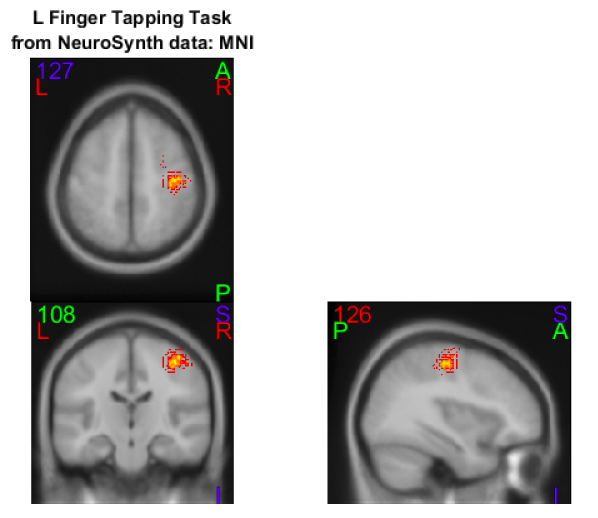 L Finger Tapping Task
from NeuroSynth data: MNI
127 A
L R
P
108 S
L R
I
126 S
P A
I